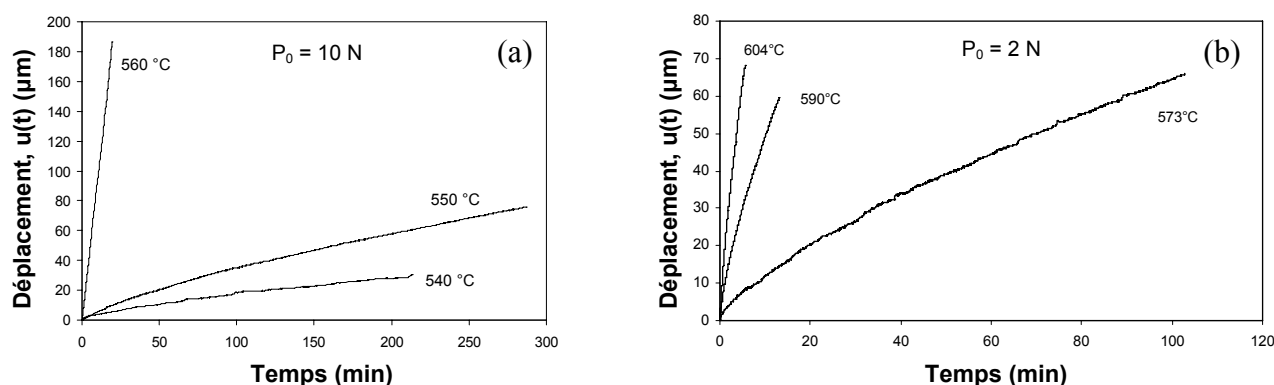 Déplacement, u(t) (µm)
200
180
160
140
120
100
80
60
40
20
0
P₀ = 10 N
(a)
560 °C
550 °C
540 °C
0 50 100 150 200 250 300
Temps (min)
Déplacement, u(t) (µm)
80
70
60
50
40
30
20
10
0
P₀ = 2 N
(b)
604°C
590°C
573°C
0 20 40 60 80 100 120
Temps (min)